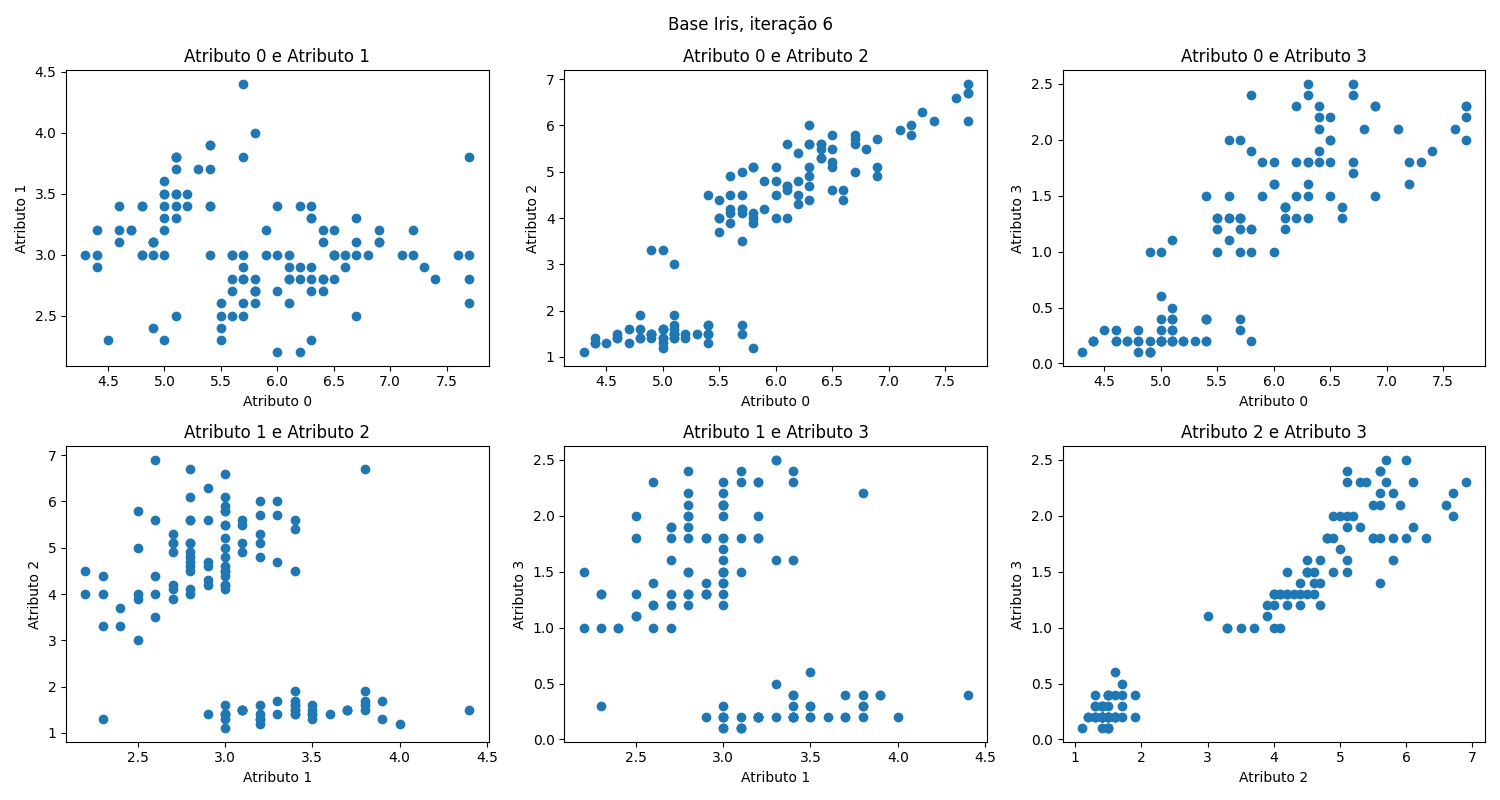 Base Iris, iteração 6
Atributo 0 e Atributo 1
4.5
4.0
3.5
3.0
2.5
Atributo 1
4.5 5.0 5.5 6.0 6.5 7.0 7.5
Atributo 0
Atributo 0 e Atributo 2
7
6
5
4
3
2
1
Atributo 2
4.5 5.0 5.5 6.0 6.5 7.0 7.5
Atributo 0
Atributo 0 e Atributo 3
2.5
2.0
1.5
1.0
0.5
0.0
Atributo 3
4.5 5.0 5.5 6.0 6.5 7.0 7.5
Atributo 0
Atributo 1 e Atributo 2
7
6
5
4
3
2
1
Atributo 2
2.5 3.0 3.5 4.0 4.5
Atributo 1
Atributo 1 e Atributo 3
2.5
2.0
1.5
1.0
0.5
0.0
Atributo 3
2.5 3.0 3.5 4.0 4.5
Atributo 1
Atributo 2 e Atributo 3
2.5
2.0
1.5
1.0
0.5
0.0
Atributo 3
1 2 3 4 5 6 7
Atributo 2